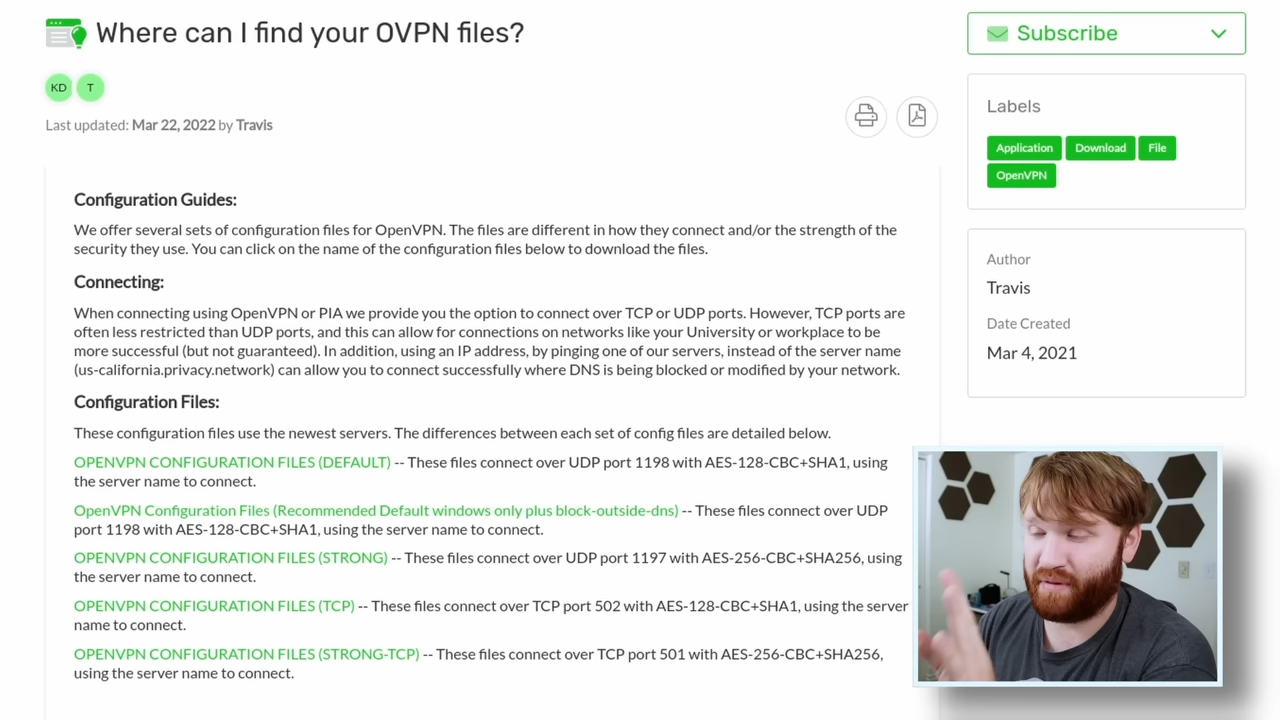 Where can I find your OVPN files?
KD T
Last updated: Mar 22, 2022 by Travis
Configuration Guides:
We offer several sets of configuration files for OpenVPN. The files are different in how they connect and/or the strength of the
security they use. You can click on the name of the configuration files below to download the files.
Connecting:
When connecting using OpenVPN or PIA we provide you the option to connect over TCP or UDP ports. However, TCP ports are
often less restricted than UDP ports, and this can allow for connections on networks like your University or workplace to be
more successful (but not guaranteed). In addition, using an IP address, by pinging one of our servers, instead of the server name
(us-california.privacy.network) can allow you to connect successfully where DNS is being blocked or modified by your network.
Configuration Files:
These configuration files use the newest servers. The differences between each set of config files are detailed below.
OPENVPN CONFIGURATION FILES (DEFAULT) -- These files connect over UDP port 1198 with AES-128-CBC+SHA1, using
the server name to connect.
OpenVPN Configuration Files (Recommended Default windows only plus block-outside-dns) -- These files connect over UDP
port 1198 with AES-128-CBC+SHA1, using the server name to connect.
OPENVPN CONFIGURATION FILES (STRONG) -- These files connect over UDP port 1197 with AES-256-CBC+SHA256, using
the server name to connect.
OPENVPN CONFIGURATION FILES (TCP) -- These files connect over TCP port 502 with AES-128-CBC+SHA1, using the server
name to connect.
OPENVPN CONFIGURATION FILES (STRONG-TCP) -- These files connect over TCP port 501 with AES-256-CBC+SHA256,
using the server name to connect.
Subscribe
Labels
Application Download File
OpenVPN
Author
Travis
Date Created
Mar 4, 2021